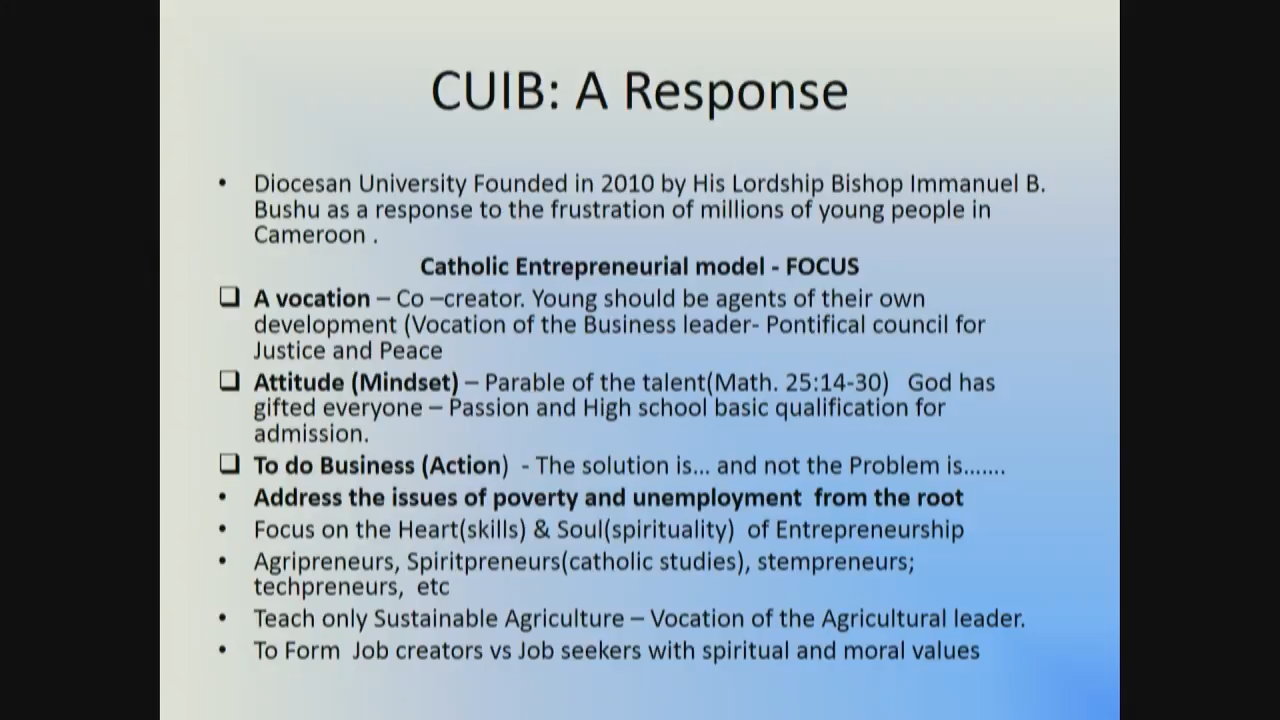 CUIB: A Response
• Diocesan University Founded in 2010 by His Lordship Bishop Immanuel B.
Bushu as a response to the frustration of millions of young people in
Cameroon .
Catholic Entrepreneurial model - FOCUS
❑ A vocation – Co –creator. Young should be agents of their own
development (Vocation of the Business leader- Pontifical council for
Justice and Peace
❑ Attitude (Mindset) – Parable of the talent(Math. 25:14-30) God has
gifted everyone – Passion and High school basic qualification for
admission.
❑ To do Business (Action) - The solution is... and not the Problem is.......
• Address the issues of poverty and unemployment from the root
• Focus on the Heart(skills) & Soul(spirituality) of Entrepreneurship
• Agripreneurs, Spiritpreneurs(catholic studies), stempreneurs;
techpreneurs, etc
• Teach only Sustainable Agriculture – Vocation of the Agricultural leader.
• To Form Job creators vs Job seekers with spiritual and moral values